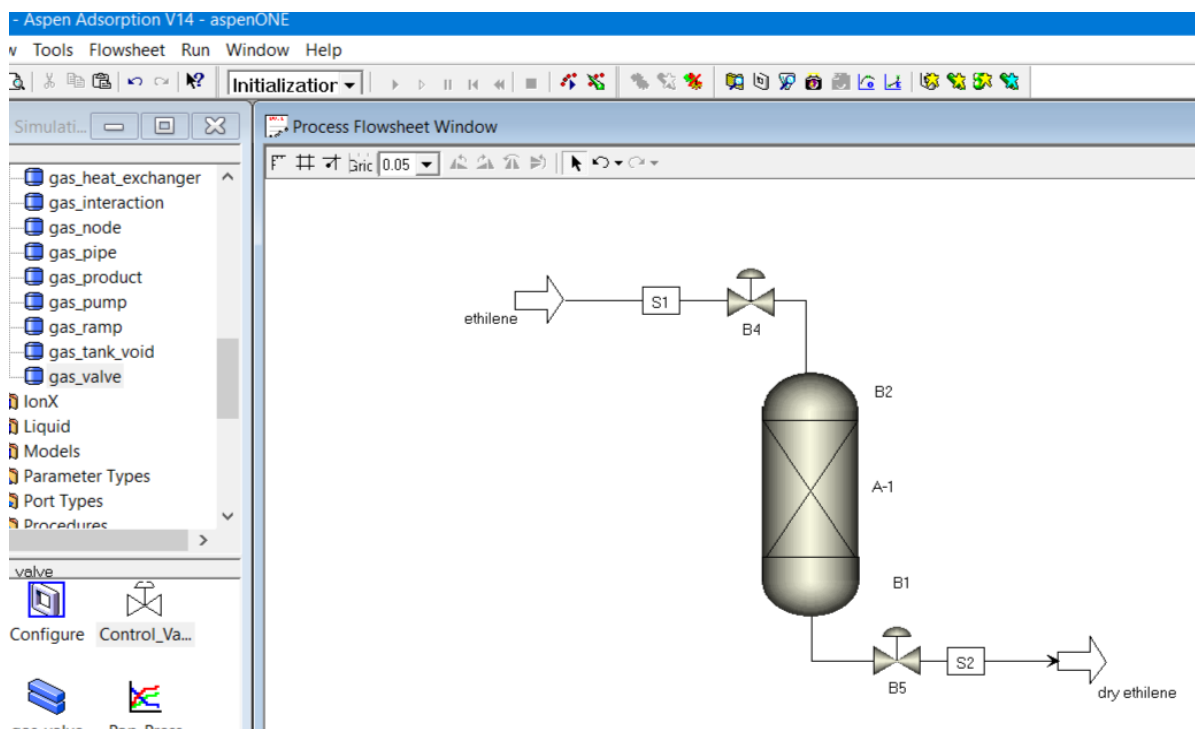 - Aspen Adsorption V14 - aspenONE
w Tools Flowsheet Run Window Help
Initialization
Simulati...
Process Flowsheet Window
Grid 0.05
gas_heat_exchanger
gas_interaction
gas_node
gas_pipe
gas_product
gas_pump
gas_ramp
gas_tank_void
gas_valve
IonX
Liquid
Models
Parameter Types
Port Types
Procedures
valve
Configure Control_Va...
ethilene
S1
B4
B2
A-1
B1
B5
S2
dry ethilene